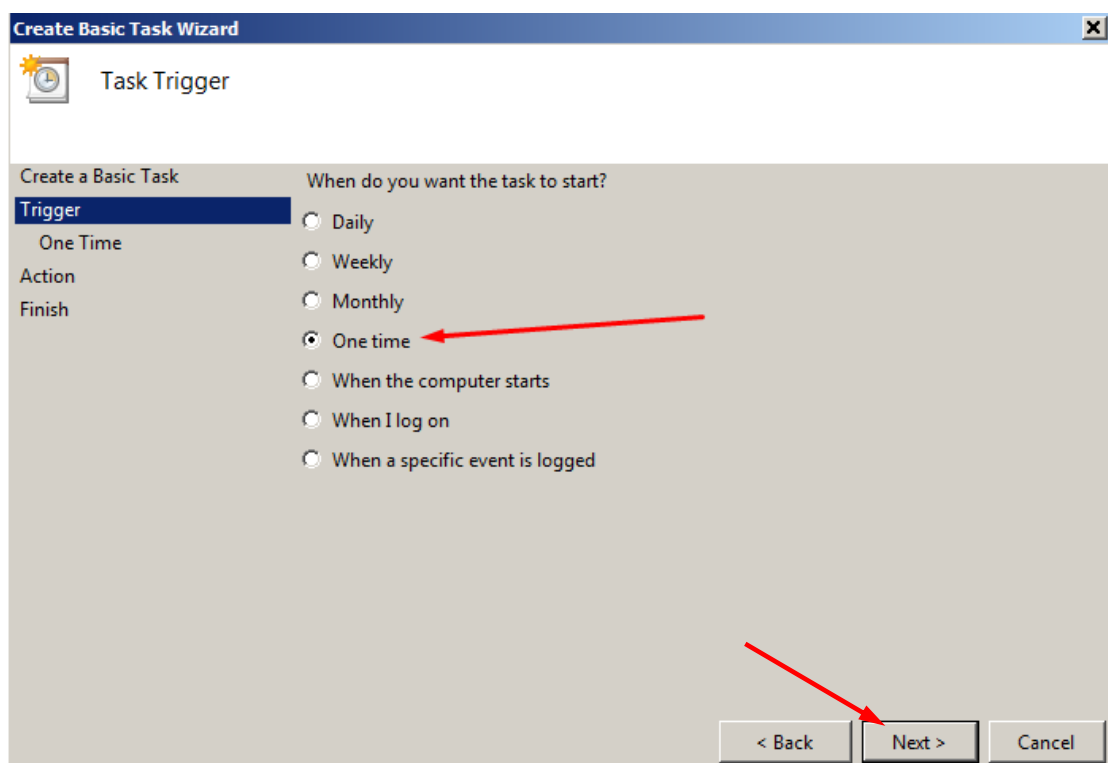 Create Basic Task Wizard
Task Trigger
Create a Basic Task
Trigger
One Time
Action
Finish
When do you want the task to start?
Daily
Weekly
Monthly
One time
When the computer starts
When I log on
When a specific event is logged
< Back
Next >
Cancel